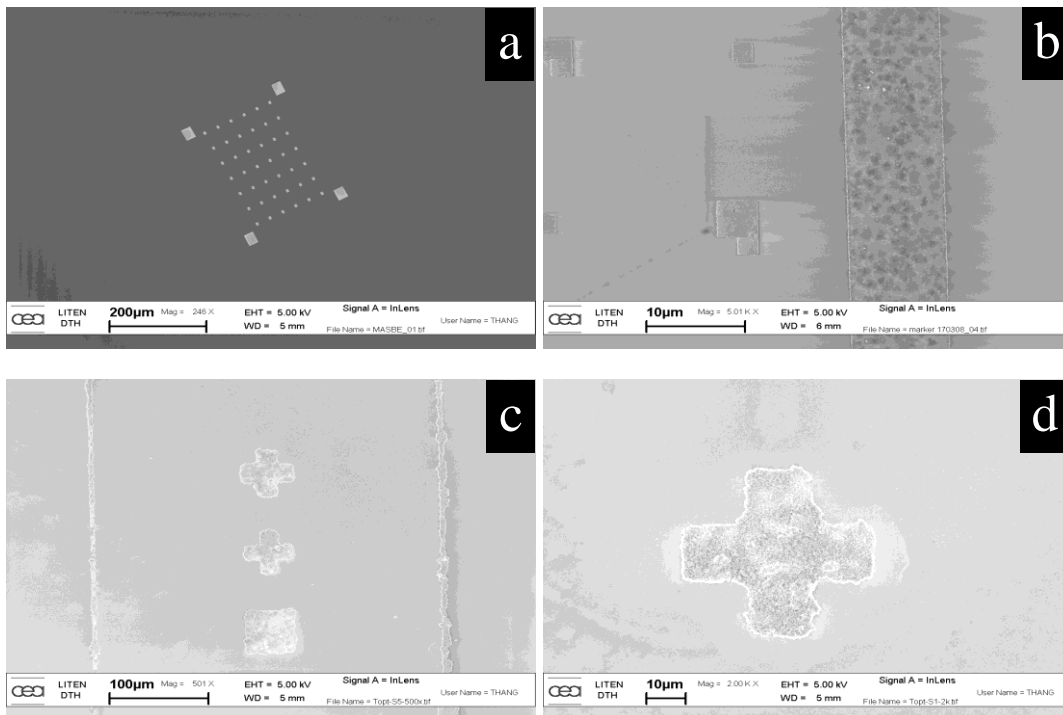 a
cea LITEN DTH 200µm Mag = 246 X EHT = 5.00 kV WD = 5 mm Signal A = InLens File Name = MASBE_01.tif User Name = THANG
b
cea LITEN DTH 10µm Mag = 5.01 K X EHT = 5.00 kV WD = 6 mm Signal A = InLens File Name = marker 170308_04.tif
c
cea LITEN DTH 100µm Mag = 501 X EHT = 5.00 kV WD = 5 mm Signal A = InLens File Name = Topt-S5-500x.tif User Name = THANG
d
cea LITEN DTH 10µm Mag = 2.00 K X EHT = 5.00 kV WD = 5 mm Signal A = InLens File Name = Topt-S1-2k.tif User Name = THANG